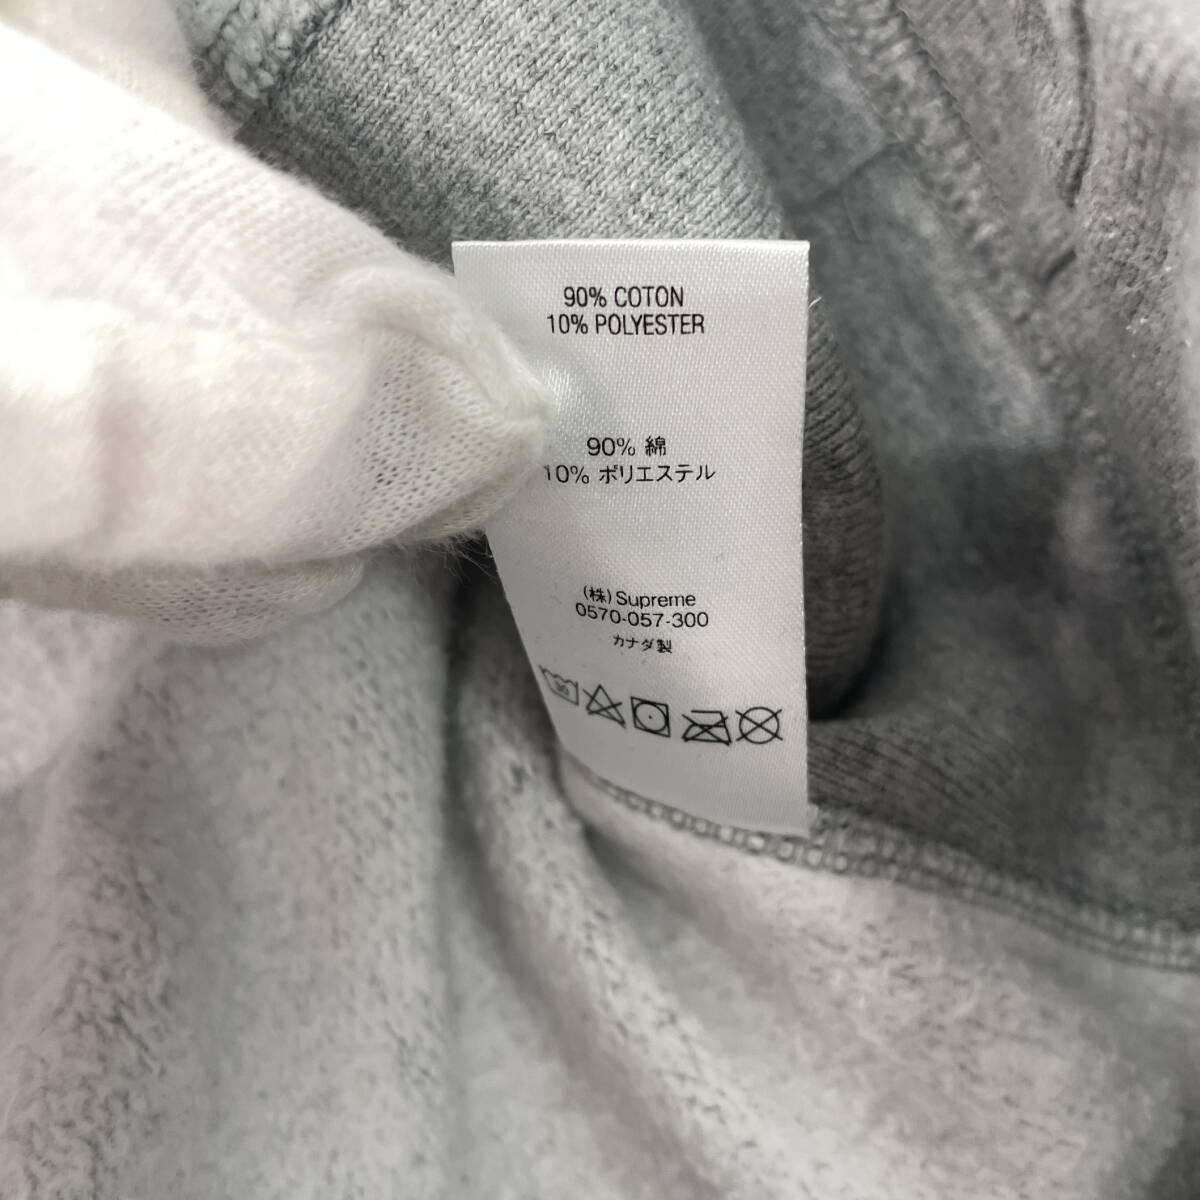 90% COTON
10% POLYESTER
90% 綿
10% ポリエステル
(株)Supreme
0570-057-300
カナダ製
30